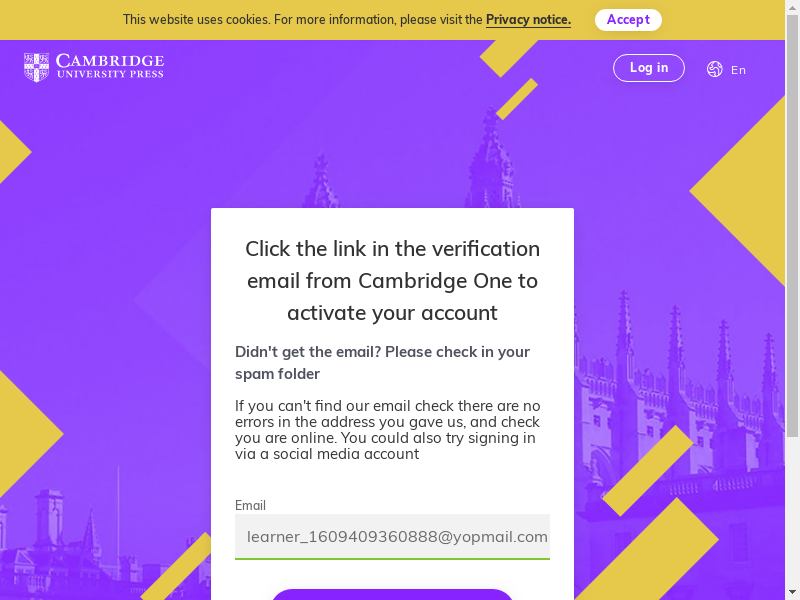 This website uses cookies. For more information, please visit the Privacy notice.
Accept
CAMBRIDGE
UNIVERSITY PRESS
Log in
En
Click the link in the verification
email from Cambridge One to
activate your account
Didn't get the email? Please check in your
spam folder
If you can't find our email check there are no
errors in the address you gave us, and check
you are online. You could also try signing in
via a social media account
Email
learner_1609409360888@yopmail.com